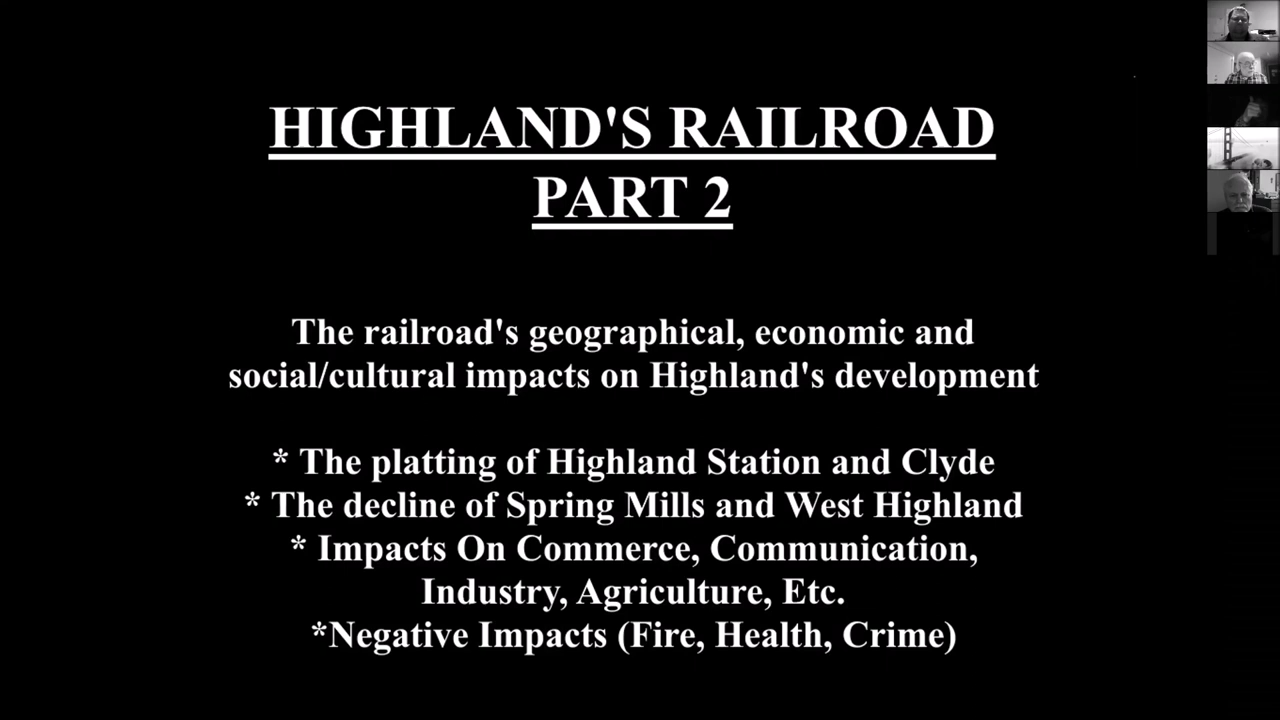 HIGHLAND'S RAILROAD
PART 2
The railroad's geographical, economic and
social/cultural impacts on Highland's development
* The platting of Highland Station and Clyde
* The decline of Spring Mills and West Highland
* Impacts On Commerce, Communication,
Industry, Agriculture, Etc.
*Negative Impacts (Fire, Health, Crime)